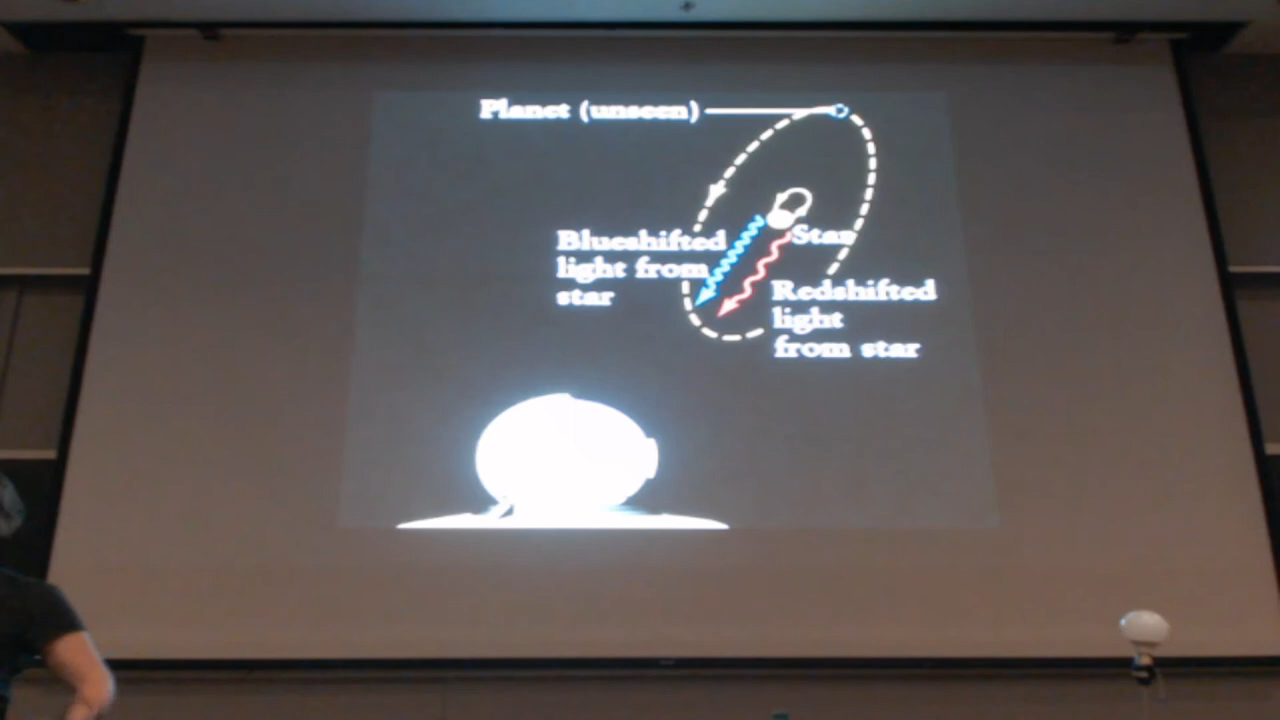 Planet (unseen)
Blueshifted
light from
star
Star
Redshifted
light
from star